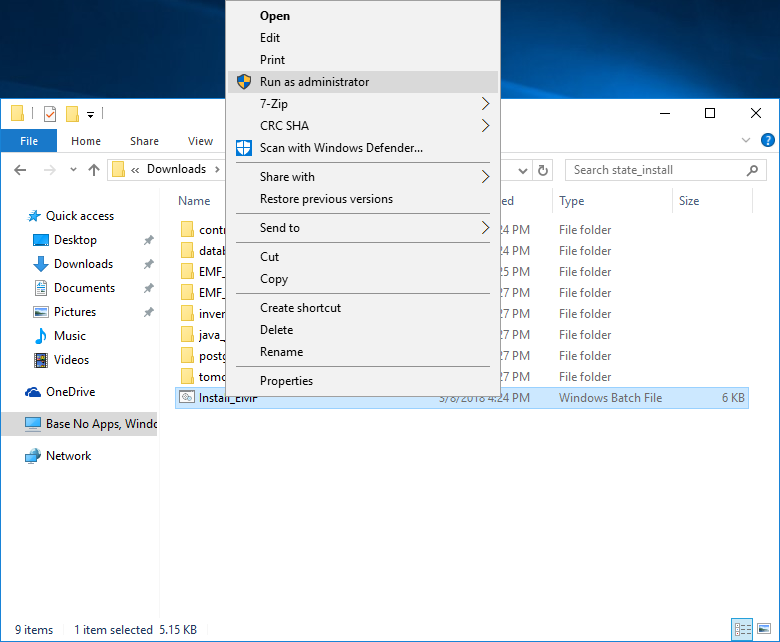 Open
Edit
Print
Run as administrator
7-Zip
CRC SHA
Scan with Windows Defender...
Share with
Restore previous versions
Send to
Cut
Copy
Create shortcut
Delete
Rename
Properties
File Home Share View
« Downloads > Search state_install
Name Type Size
Quick access
Desktop
Downloads
Documents
Pictures
Music
Videos
OneDrive
Base No Apps, Windo
Network
contr 24 PM File folder
datab 24 PM File folder
EMF_ 25 PM File folder
EMF_ 27 PM File folder
inven 27 PM File folder
java_ 27 PM File folder
postg 27 PM File folder
tomc 27 PM File folder
Install_EMF 3/8/2018 4:24 PM Windows Batch File 6 KB
9 items 1 item selected 5.15 KB